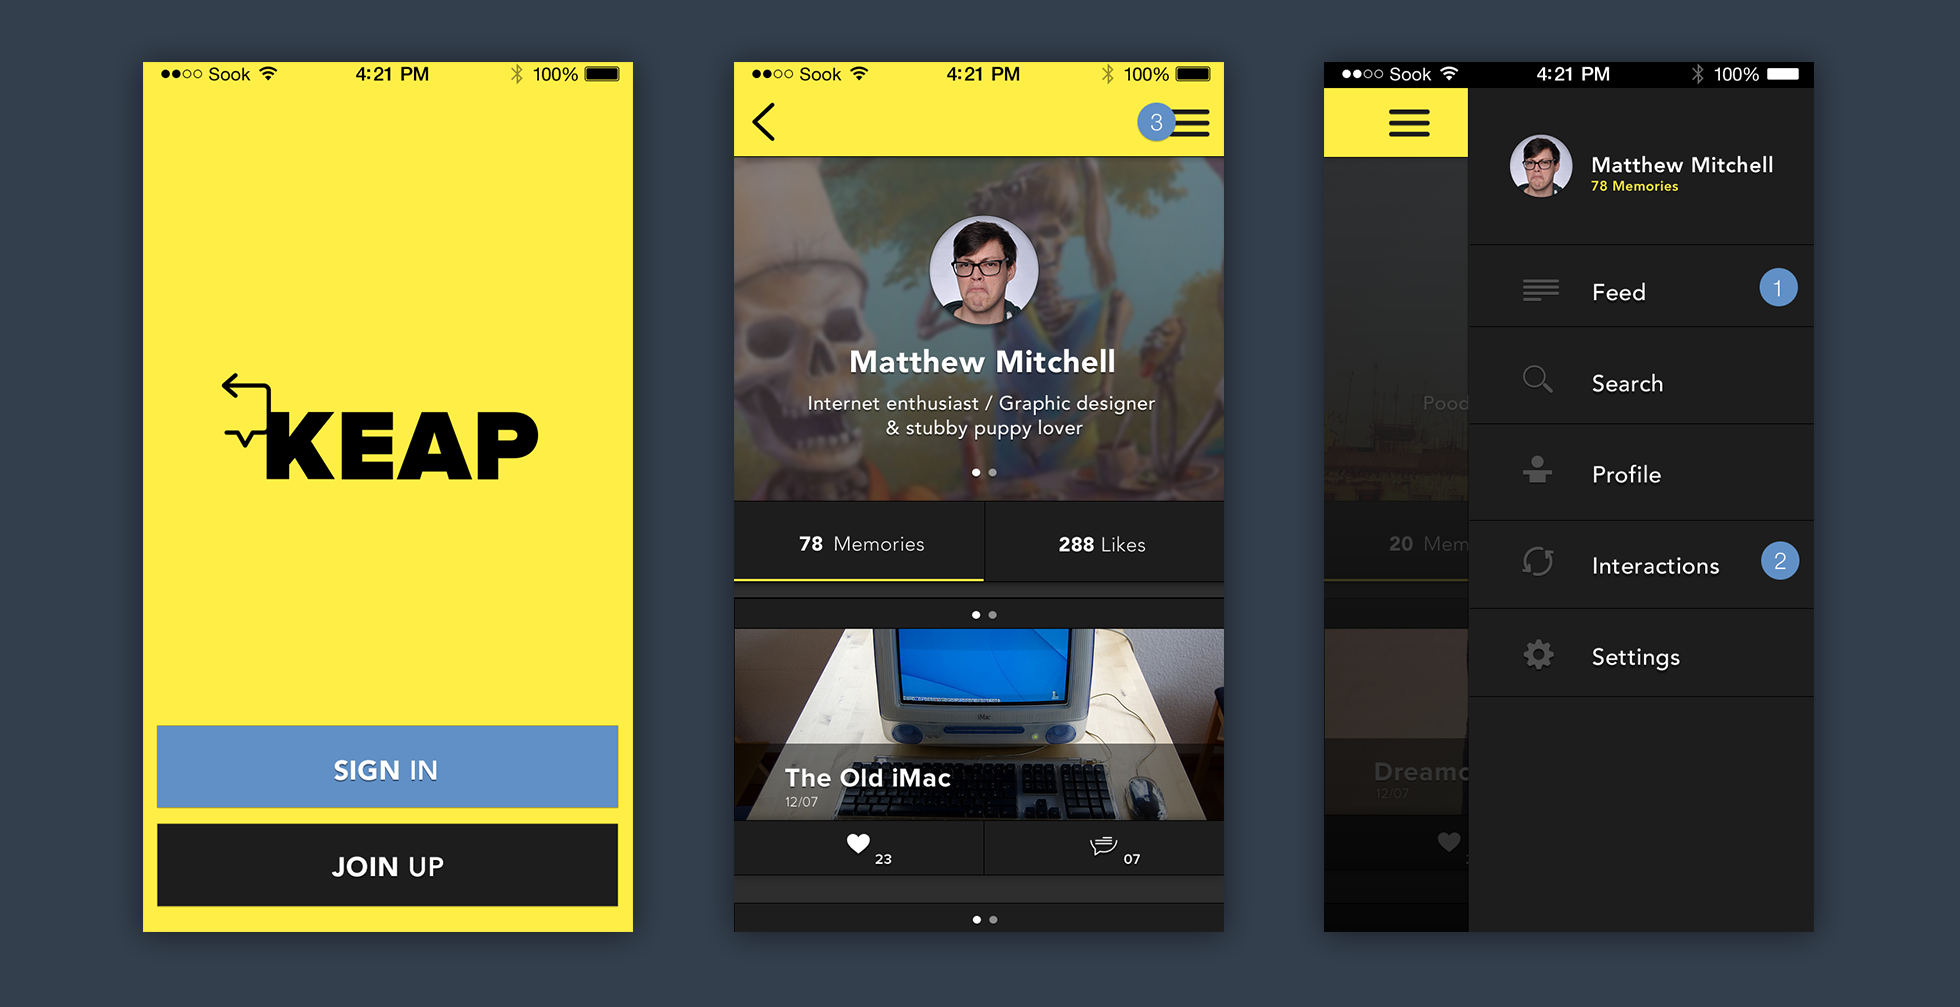 Sook
4:21 PM
100%
KEAP
SIGN IN
JOIN UP
Sook
4:21 PM
100%
3
Matthew Mitchell
Internet enthusiast / Graphic designer
& stubby puppy lover
78 Memories
288 Likes
iMac
The Old iMac
12/07
23
07
Sook
4:21 PM
100%
Matthew Mitchell
78 Memories
Feed
1
Search
Pood
Profile
20 Mem
Interactions
2
Settings
Dreamc
12/07